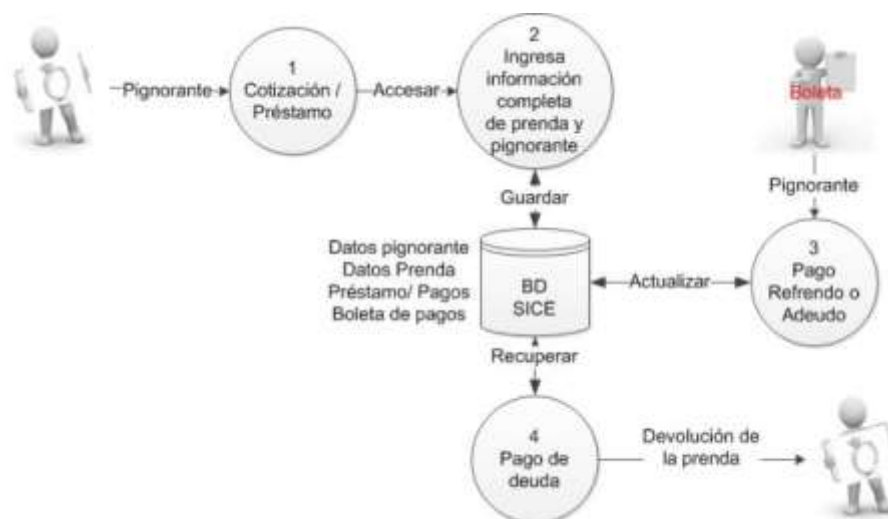 Pignorante
1
Cotización /
Préstamo
Accesar
2
Ingresa
información
completa
de prenda y
pignorante
Boleta
Pignorante
Guardar
Datos pignorante
Datos Prenda
Préstamo/ Pagos
Boleta de pagos
BD
SICE
Actualizar
3
Pago
Refrendo o
Adeudo
Recuperar
4
Pago de
deuda
Devolución de
la prenda